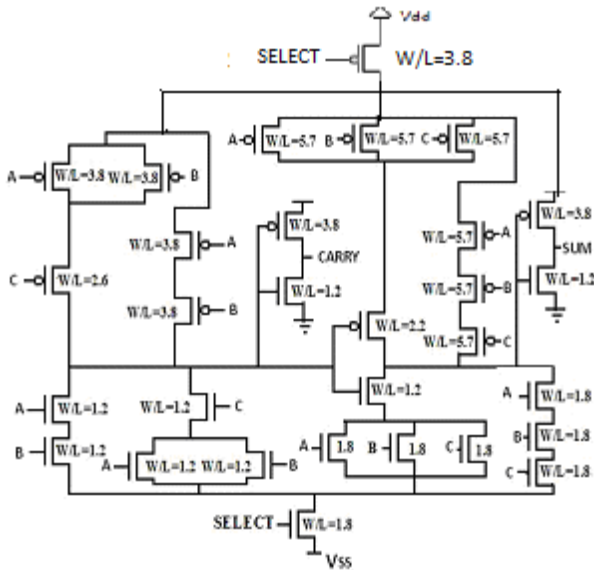 Vdd
SELECT W/L=3.8
A W/L=5.7 B W/L=5.7 C W/L=5.7
A W/L=3.8 W/L=3.8 B
W/L=3.8 W/L=3.8
W/L=3.8 A W/L=5.7 A SUM
CARRY
C W/L=2.6 W/L=1.2 W/L=5.7 B W/L=1.2
W/L=3.8 B
W/L=2.2 W/L=5.7 C
A W/L=1.2 W/L=1.2 C W/L=1.2 A W/L=1.8
B W/L=1.2 A 1.8 B 1.8 C 1.8 B W/L=1.8
A W/L=1.2 W/L=1.2 B C W/L=1.8
SELECT W/L=1.8
Vss